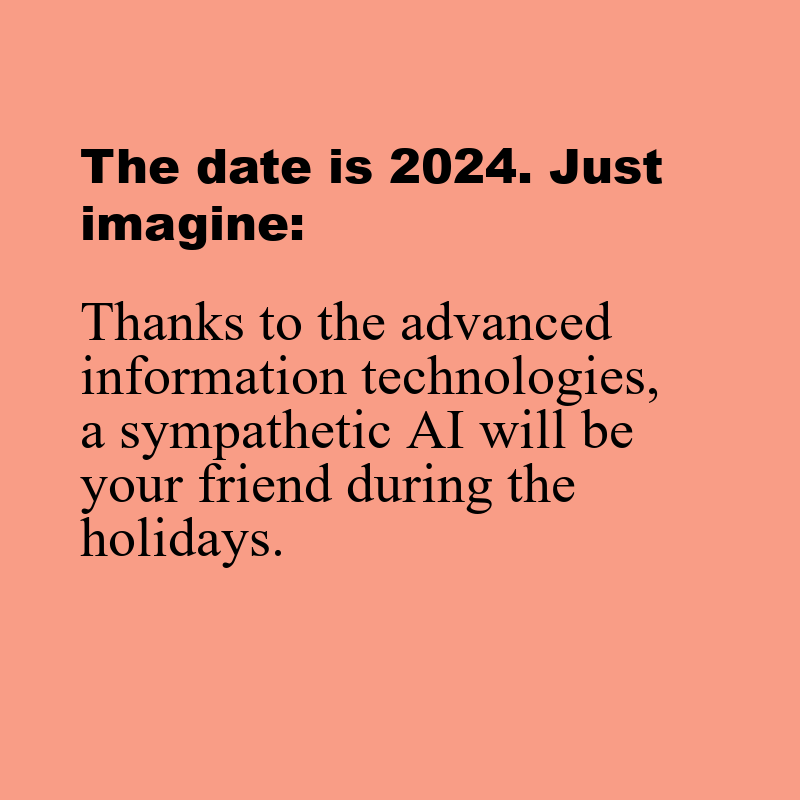 The date is 2024. Just
imagine:
Thanks to the advanced
information technologies,
a sympathetic AI will be
your friend during the
holidays.